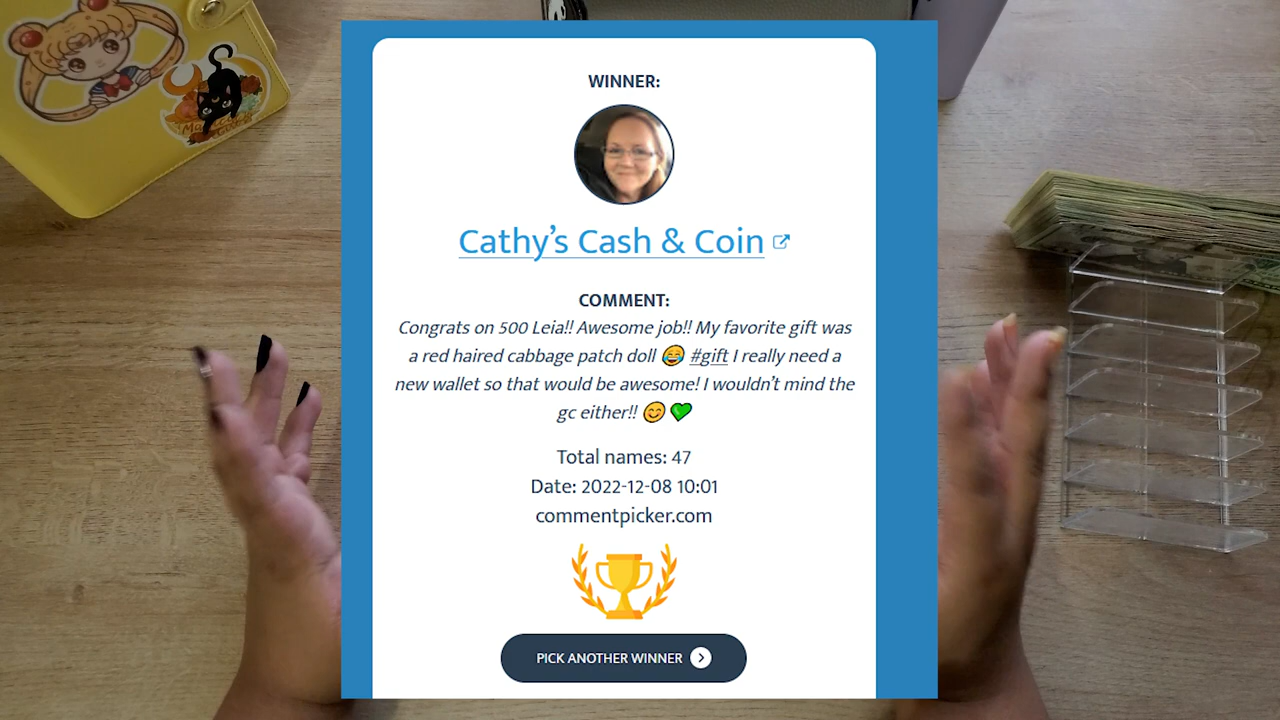 WINNER:
Cathy's Cash & Coin
COMMENT:
Congrats on 500 Leia!! Awesome job!! My favorite gift was
a red haired cabbage patch doll 😂 #gift I really need a
new wallet so that would be awesome! I wouldn't mind the
gc either!! 😊💚
Total names: 47
Date: 2022-12-08 10:01
commentpicker.com
PICK ANOTHER WINNER